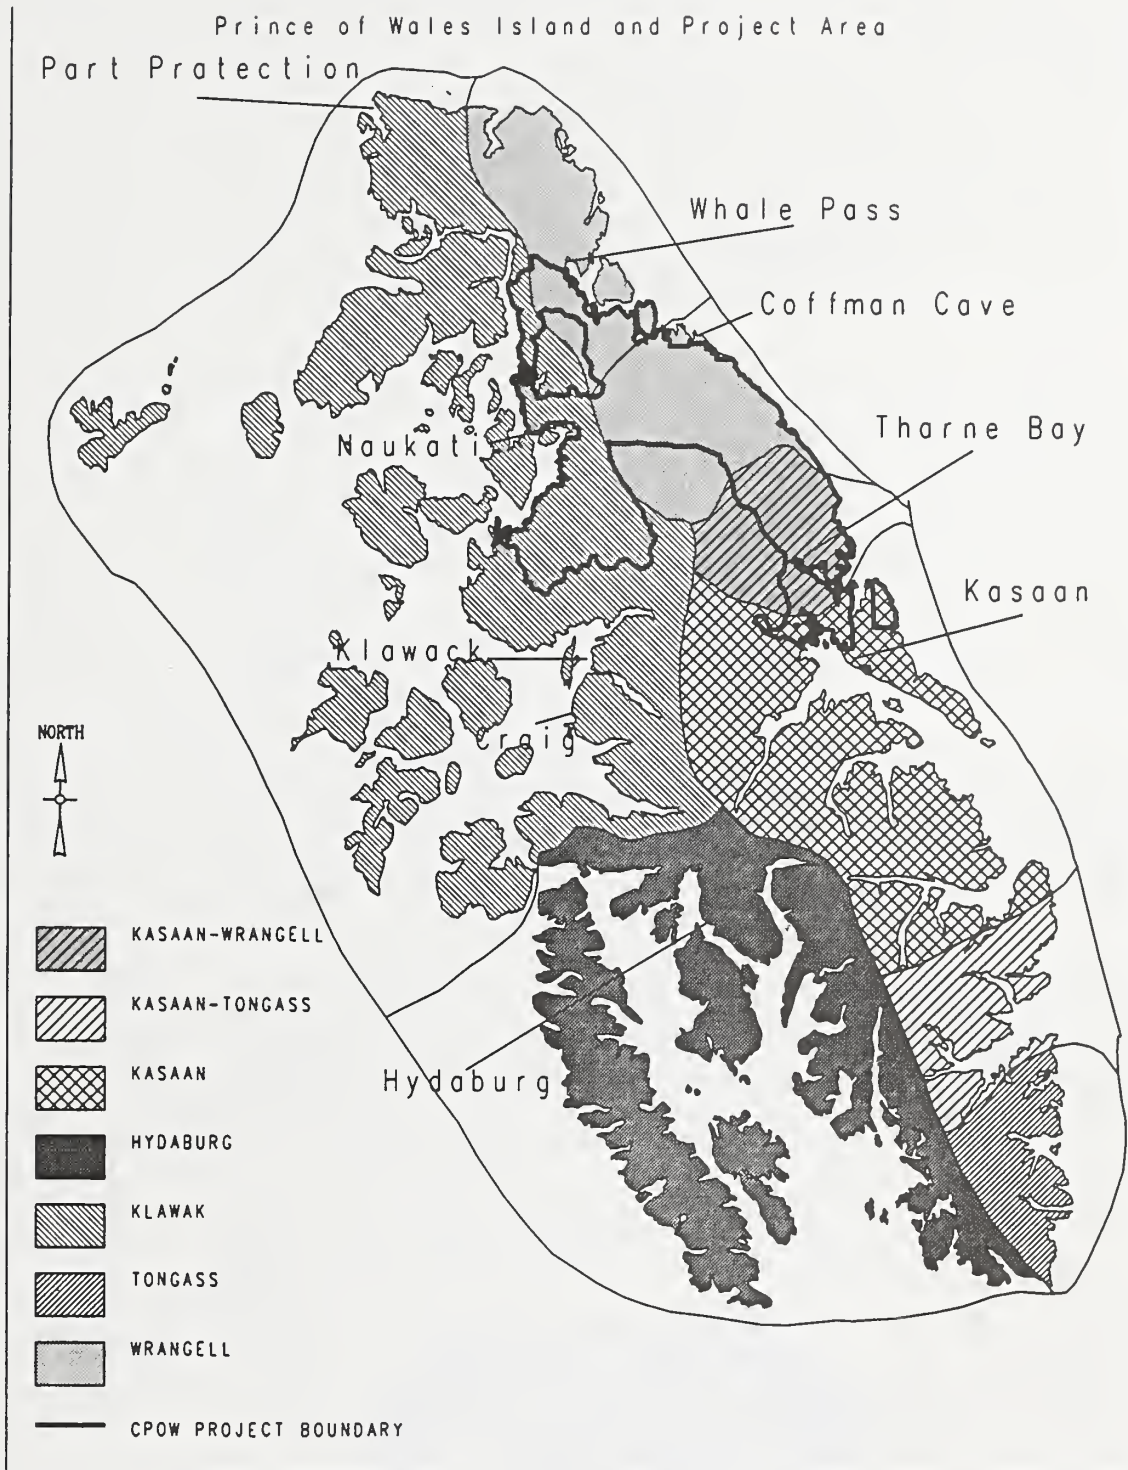 Prince of Wales Island and Project Area
Part Pratection
Whale Pass
Coffman Cave
Tharne Bay
Naukati
Kasaan
Klawack
Craig
NORTH
Hydaburg
KASAAN-WRANGELL
KASAAN-TONGASS
KASAAN
HYDABURG
KLAWAK
TONGASS
WRANGELL
CPOW PROJECT BOUNDARY